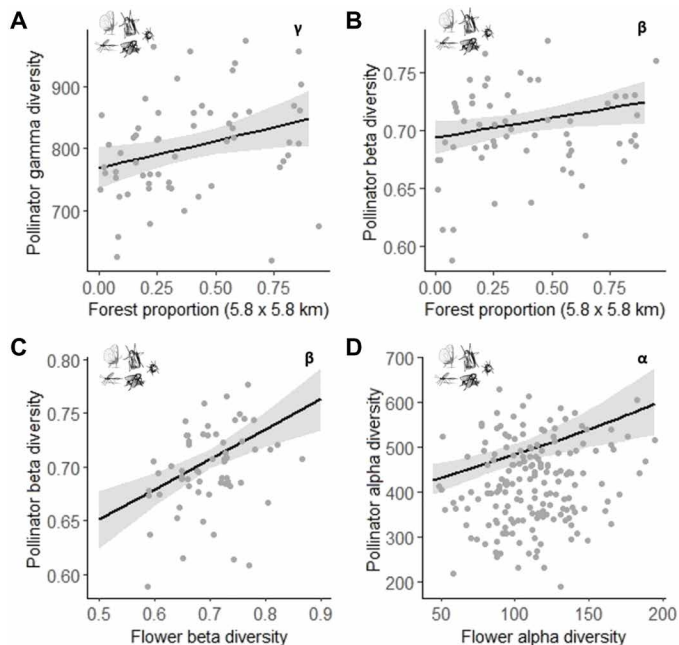 A
γ
Pollinator gamma diversity
900
800
700
0.00 0.25 0.50 0.75
Forest proportion (5.8 x 5.8 km)
B
β
Pollinator beta diversity
0.75
0.70
0.65
0.60
0.00 0.25 0.50 0.75
Forest proportion (5.8 x 5.8 km)
C
β
Pollinator beta diversity
0.80
0.75
0.70
0.65
0.60
0.5 0.6 0.7 0.8 0.9
Flower beta diversity
D
α
Pollinator alpha diversity
700
600
500
400
300
200
50 100 150 200
Flower alpha diversity